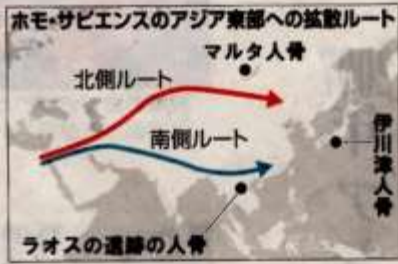 ホモ・サピエンスのアジア東部への拡散ルート
マルタ人骨
北側ルート
南側ルート
伊川津人骨
ラオスの遺跡の人骨